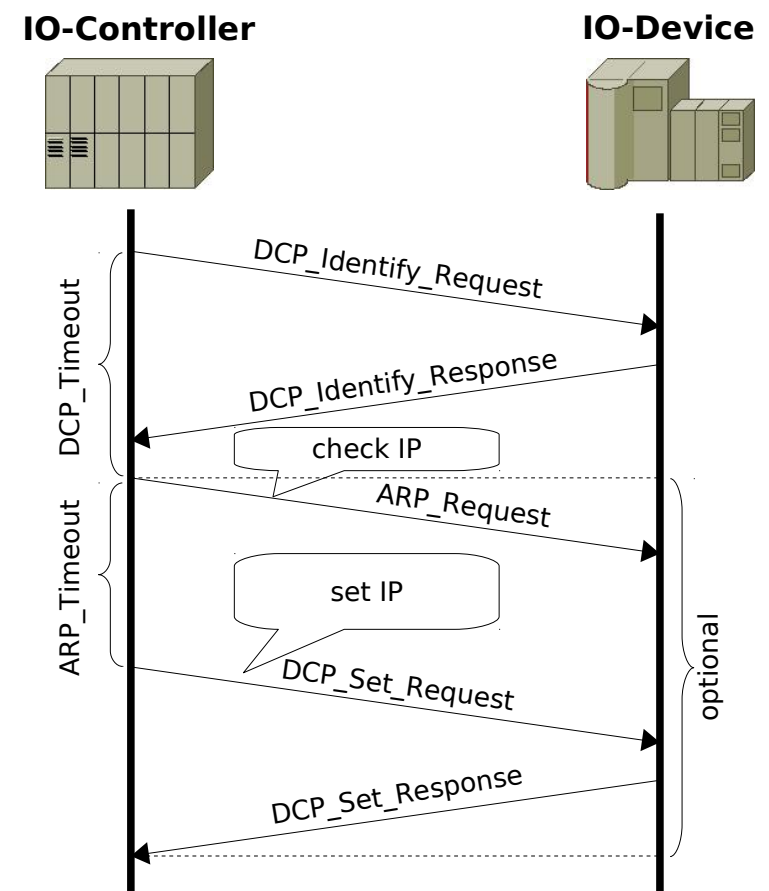 IO-Controller
IO-Device
DCP_Identify_Request
DCP_Timeout
DCP_Identify_Response
check IP
ARP_Request
ARP_Timeout
set IP
optional
DCP_Set_Request
DCP_Set_Response